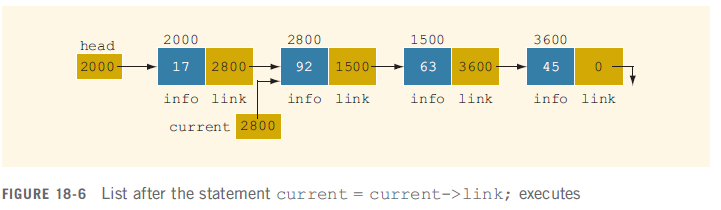 2000 2800 1500 3600
head
2000 17 2800 92 1500 63 3600 45 0
info link info link info link info link
current 2800
FIGURE 18-6 List after the statement current = current->link; executes